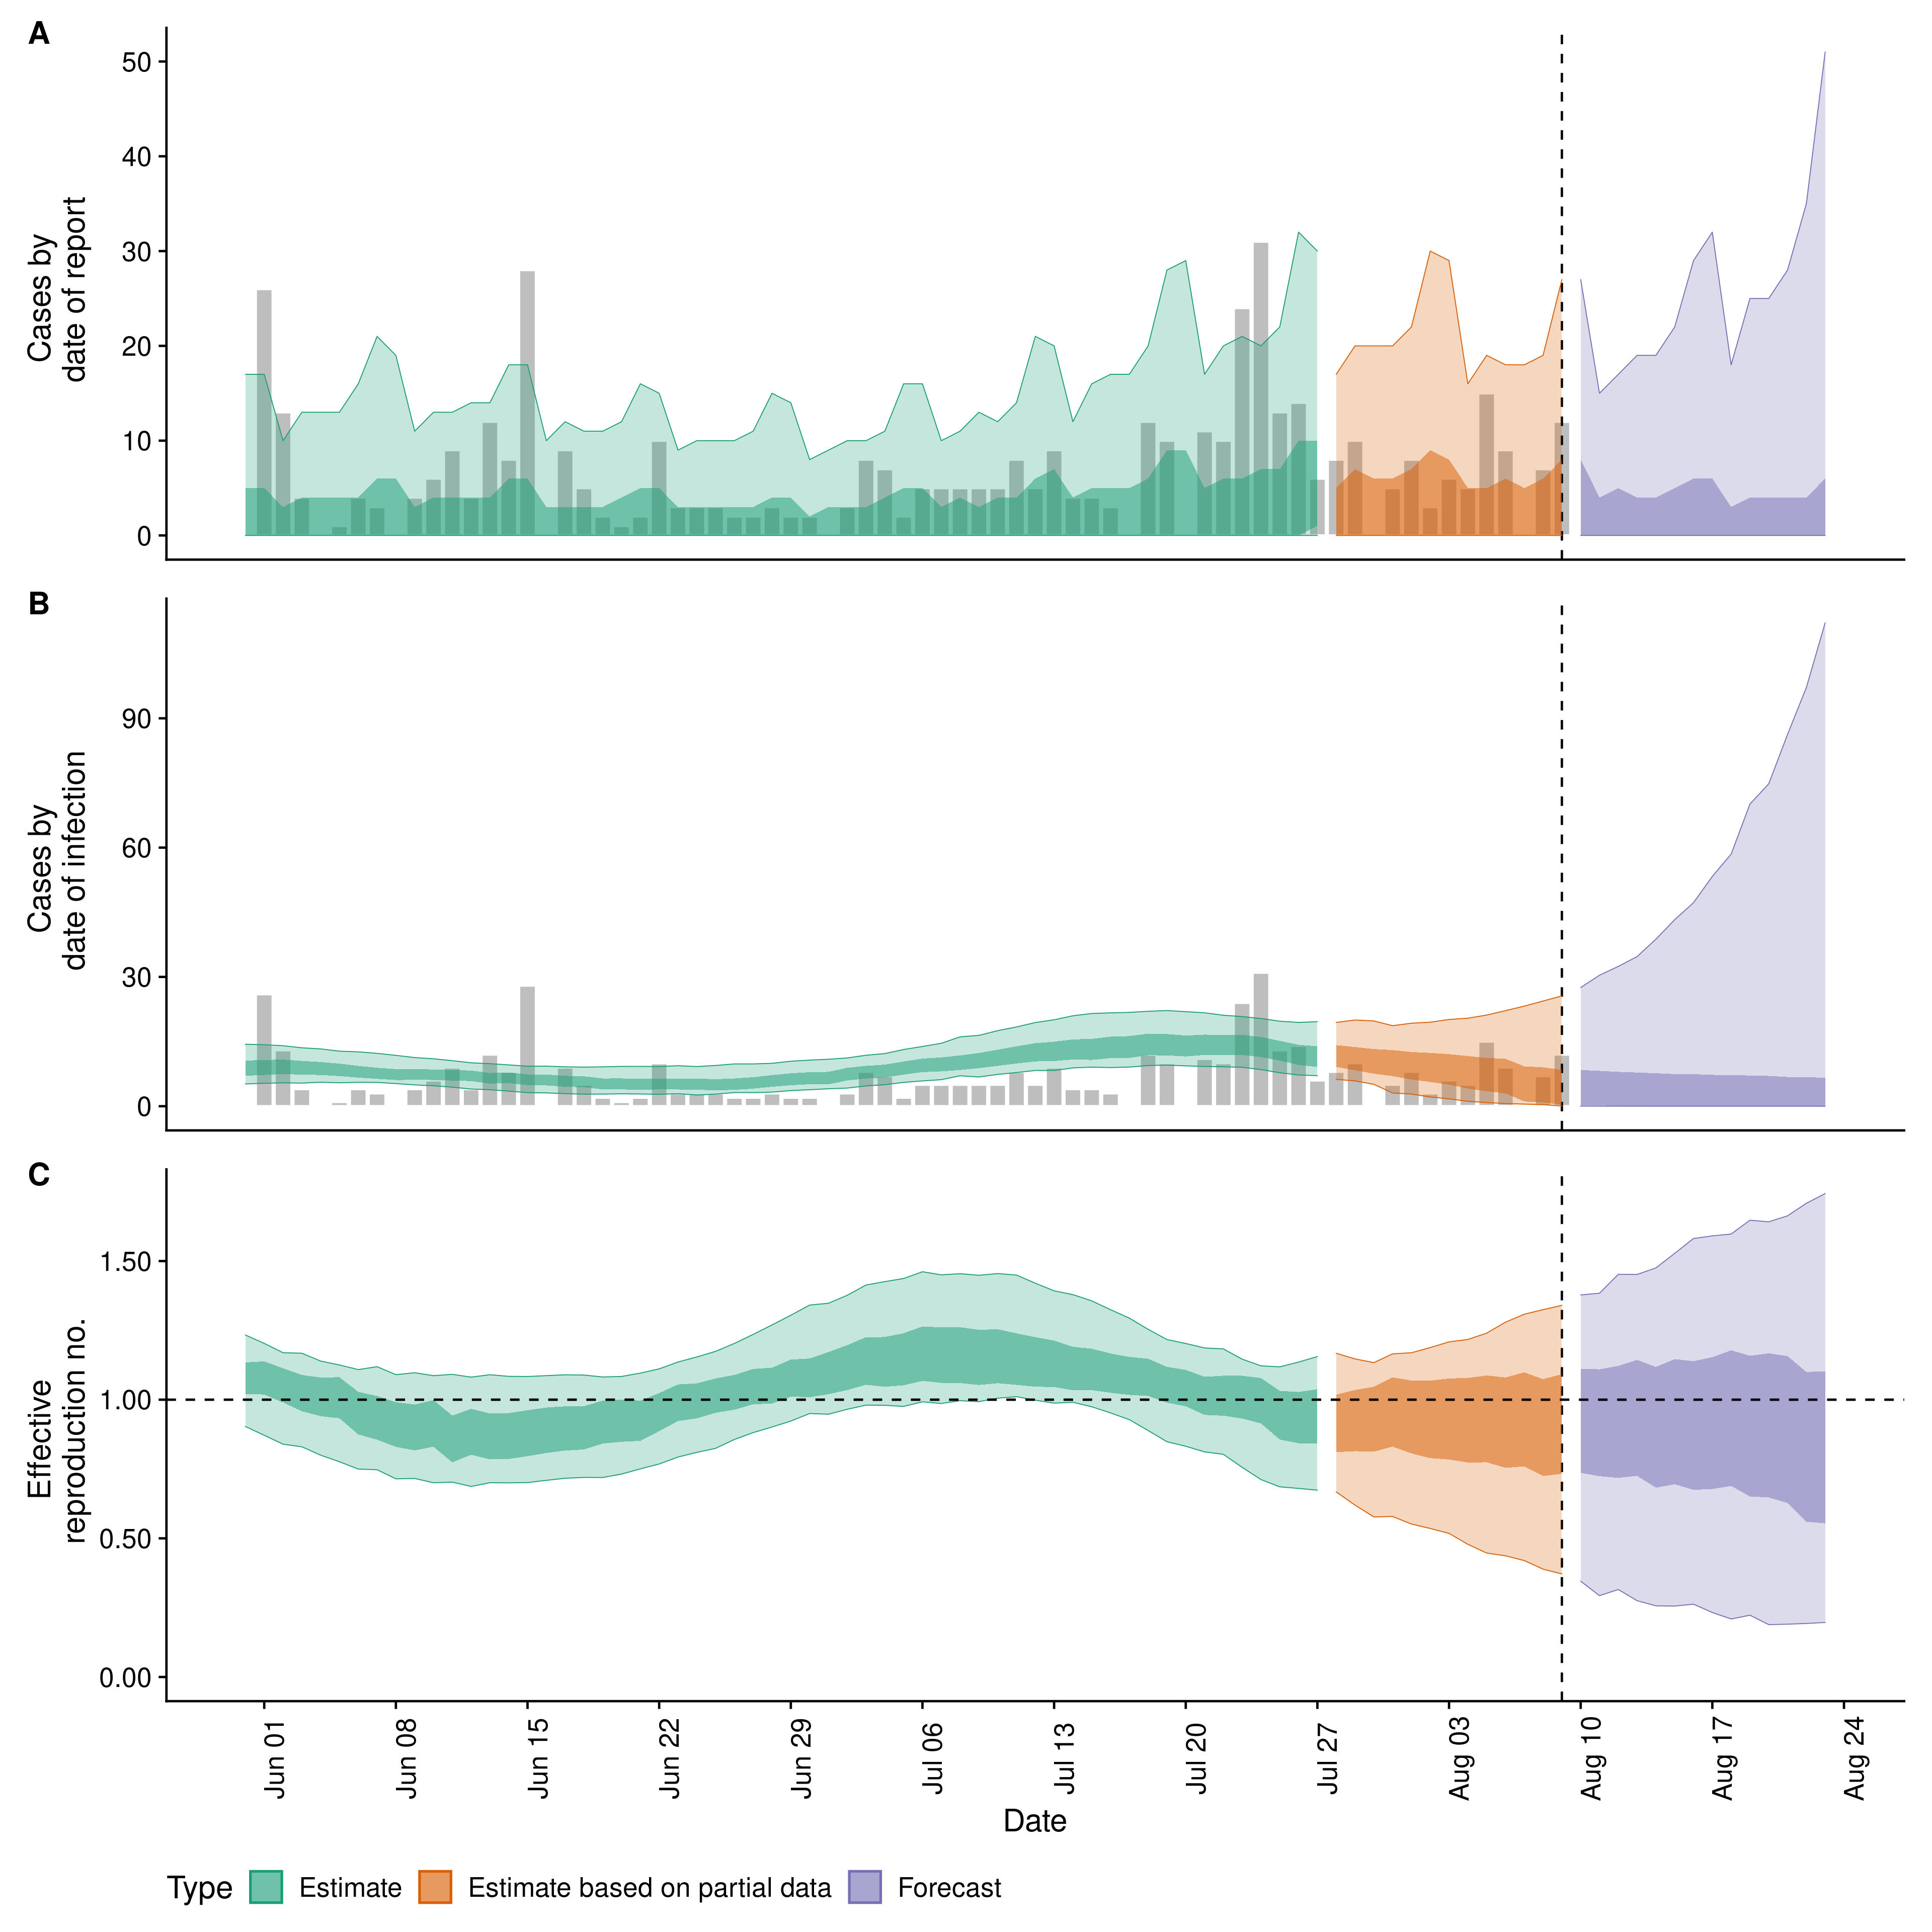 A
50
40
30
20
10
0
Cases by
date of report
B
90
60
30
0
Cases by
date of infection
C
1.50
1.00
0.50
0.00
Effective
reproduction no.
Jun 01
Jun 08
Jun 15
Jun 22
Jun 29
Jul 06
Jul 13
Jul 20
Jul 27
Aug 03
Aug 10
Aug 17
Aug 24
Date
Type Estimate Estimate based on partial data Forecast